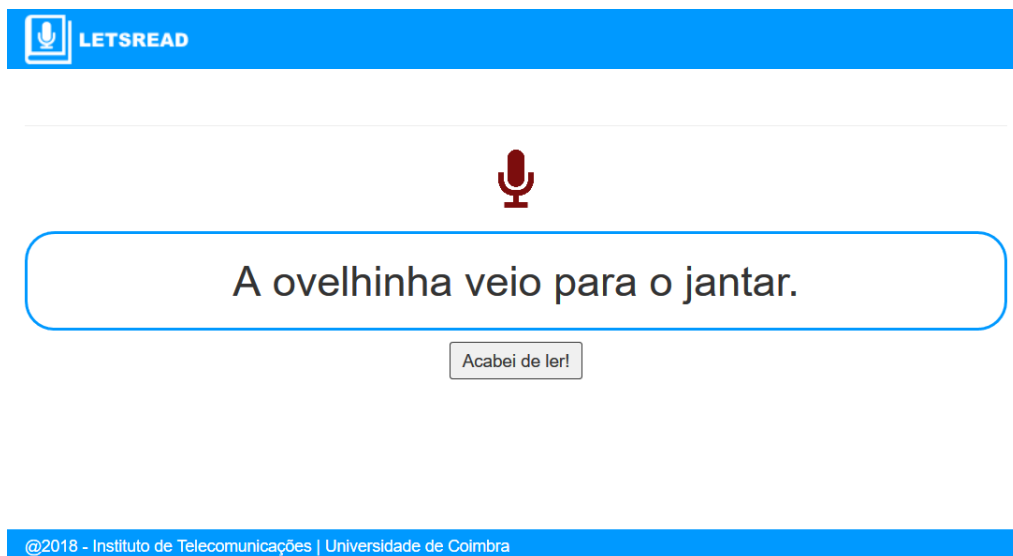 LETSREAD
A ovelhinha veio para o jantar.
Acabei de ler!
@2018 - Instituto de Telecomunicações | Universidade de Coimbra